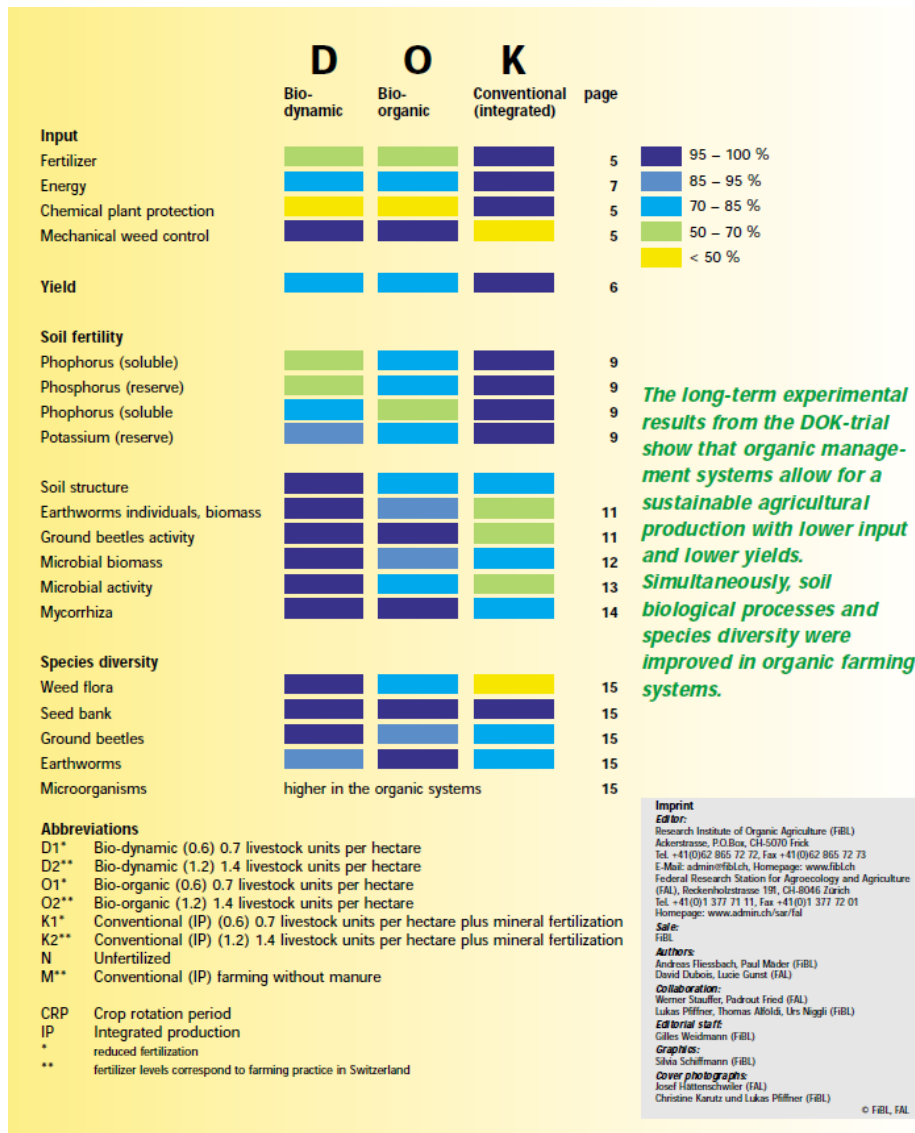 D O K
Bio-dynamic Bio-organic Conventional (integrated) page
Input
Fertilizer 5
Energy 7
Chemical plant protection 5
Mechanical weed control 5
Yield 6
Soil fertility
Phophorus (soluble) 9
Phosphorus (reserve) 9
Phophorus (soluble 9
Potassium (reserve) 9
Soil structure
Earthworms individuals, biomass 11
Ground beetles activity 11
Microbial biomass 12
Microbial activity 13
Mycorrhiza 14
Species diversity
Weed flora 15
Seed bank 15
Ground beetles 15
Earthworms 15
Microorganisms higher in the organic systems 15
95 – 100 %
85 – 95 %
70 – 85 %
50 – 70 %
< 50 %
The long-term experimental
results from the DOK-trial
show that organic manage-
ment systems allow for a
sustainable agricultural
production with lower input
and lower yields.
Simultaneously, soil
biological processes and
species diversity were
improved in organic farming
systems.
Abbreviations
D1* Bio-dynamic (0.6) 0.7 livestock units per hectare
D2** Bio-dynamic (1.2) 1.4 livestock units per hectare
O1* Bio-organic (0.6) 0.7 livestock units per hectare
O2** Bio-organic (1.2) 1.4 livestock units per hectare
K1* Conventional (IP) (0.6) 0.7 livestock units per hectare plus mineral fertilization
K2** Conventional (IP) (1.2) 1.4 livestock units per hectare plus mineral fertilization
N Unfertilized
M** Conventional (IP) farming without manure
CRP Crop rotation period
IP Integrated production
* reduced fertilization
** fertilizer levels correspond to farming practice in Switzerland
Imprint
Editor:
Research Institute of Organic Agriculture (FiBL)
Ackerstrasse, P.O.Box, CH-5070 Frick
Tel. +41(0)62 865 72 72, Fax +41(0)62 865 72 73
E-Mail: admin@fibl.ch, Homepage: www.fibl.ch
Federal Research Station for Agroecology and Agriculture
(FAL), Reckenholzstrasse 191, CH-8046 Zürich
Tel. +41(0)1 377 71 11, Fax +41(0)1 377 72 01
Homepage: www.admin.ch/sar/fal
Sale:
FiBL
Authors:
Andreas Fliessbach, Paul Mäder (FiBL)
David Dubois, Lucie Gunst (FAL)
Collaboration:
Werner Stauffer, Padrout Fried (FAL)
Lukas Pfiffner, Thomas Alföldi, Urs Niggli (FiBL)
Editorial staff:
Gilles Weidmann (FiBL)
Graphics:
Silvia Schiffmann (FiBL)
Cover photographs:
Josef Hättenschwiler (FAL)
Christine Karutz und Lukas Pfiffner (FiBL)
© FiBL, FAL